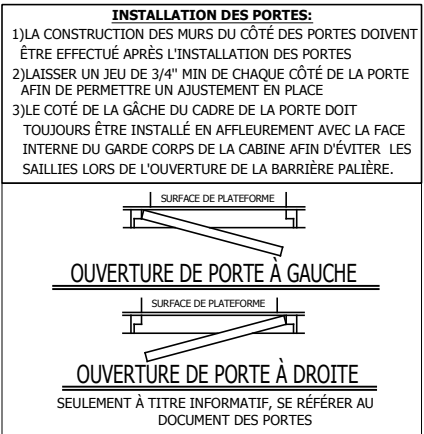 INSTALLATION DES PORTES:
1)LA CONSTRUCTION DES MURS DU CÔTÉ DES PORTES DOIVENT
ÊTRE EFFECTUÉ APRÈS L'INSTALLATION DES PORTES
2)LAISSER UN JEU DE 3/4" MIN DE CHAQUE CÔTÉ DE LA PORTE
AFIN DE PERMETTRE UN AJUSTEMENT EN PLACE
3)LE COTÉ DE LA GÂCHE DU CADRE DE LA PORTE DOIT
TOUJOURS ÊTRE INSTALLÉ EN AFFLEUREMENT AVEC LA FACE
INTERNE DU GARDE CORPS DE LA CABINE AFIN D'ÉVITER LES
SAILLIES LORS DE L'OUVERTURE DE LA BARRIÈRE PALIÈRE.
SURFACE DE PLATEFORME
OUVERTURE DE PORTE À GAUCHE
SURFACE DE PLATEFORME
OUVERTURE DE PORTE À DROITE
SEULEMENT À TITRE INFORMATIF, SE RÉFÉRER AU
DOCUMENT DES PORTES